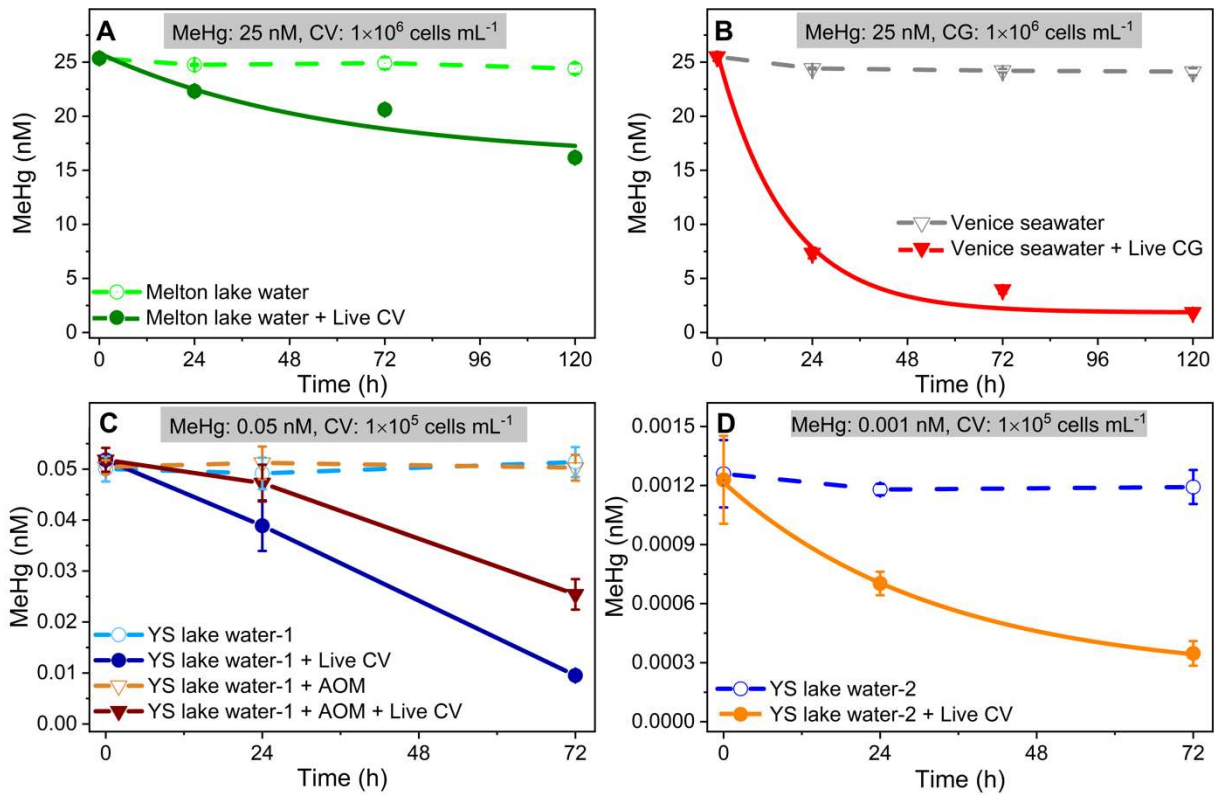 A
MeHg: 25 nM, CV: 1×10⁶ cells mL⁻¹
MeHg (nM)
30
25
20
15
10
5
0
Melton lake water
Melton lake water + Live CV
0 24 48 72 96 120
Time (h)
B
MeHg: 25 nM, CG: 1×10⁶ cells mL⁻¹
MeHg (nM)
30
25
20
15
10
5
0
Venice seawater
Venice seawater + Live CG
0 24 48 72 96 120
Time (h)
C
MeHg: 0.05 nM, CV: 1×10⁵ cells mL⁻¹
MeHg (nM)
0.05
0.04
0.03
0.02
0.01
0.00
YS lake water-1
YS lake water-1 + Live CV
YS lake water-1 + AOM
YS lake water-1 + AOM + Live CV
0 24 48 72
Time (h)
D
MeHg: 0.001 nM, CV: 1×10⁵ cells mL⁻¹
MeHg (nM)
0.0015
0.0012
0.0009
0.0006
0.0003
0.0000
YS lake water-2
YS lake water-2 + Live CV
0 24 48 72
Time (h)